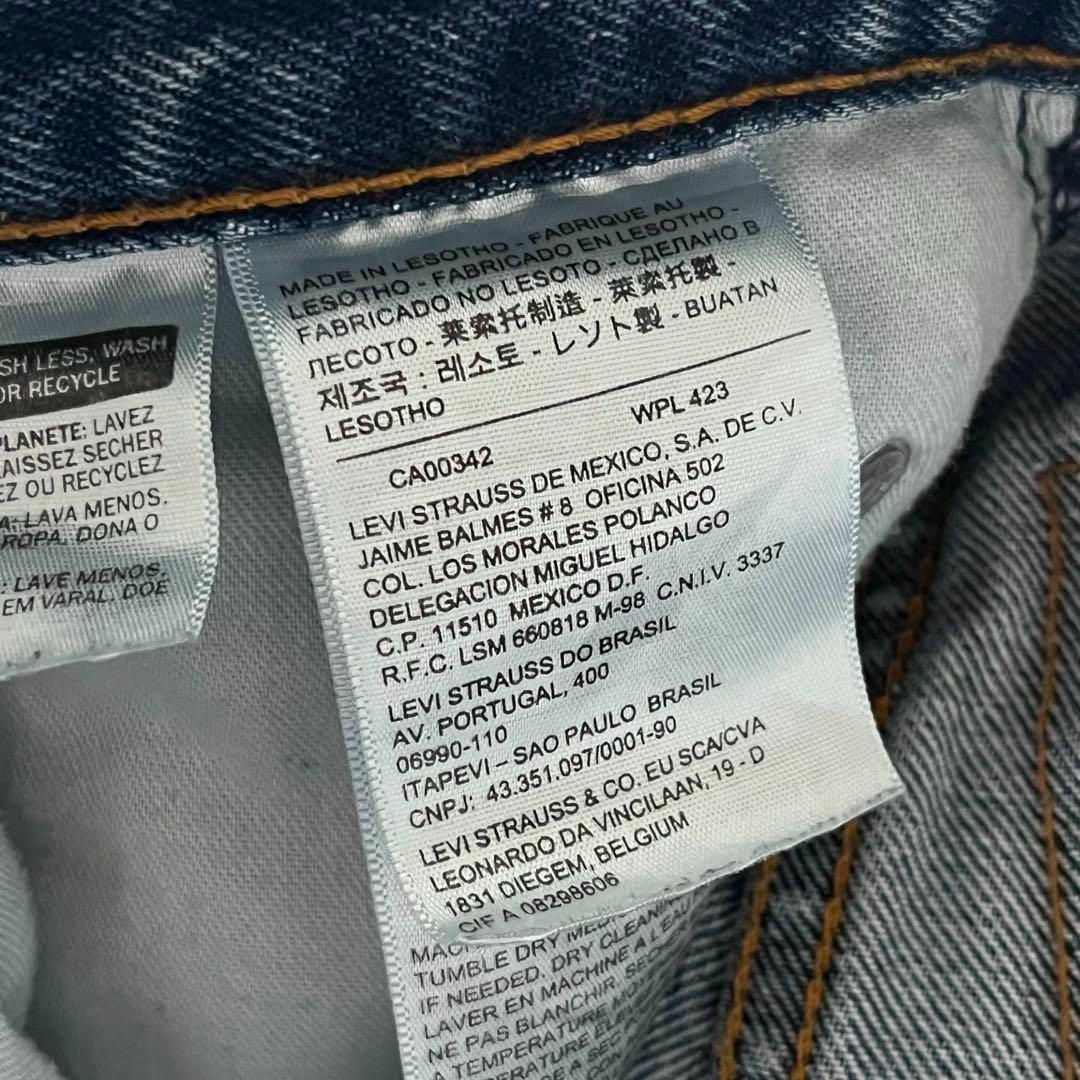 MADE IN LESOTHO - FABRIQUE AU
LESOTHO - FABRICADO EN LESOTHO -
FABRICADO NO LESOTO - СДЕЛАНО В
ЛЕСОТО - 莱索托制造 - 萊索托製 -
제조국 : 레소토 - レソト製 - BUATAN
LESOTHO
CA00342 WPL 423
LEVI STRAUSS DE MEXICO, S.A. DE C.V.
JAIME BALMES # 8 OFICINA 502
COL. LOS MORALES POLANCO
DELEGACION MIGUEL HIDALGO
C.P. 11510 MEXICO D.F.
R.F.C. LSM 660818 M-98 C.N.I.V. 3337
LEVI STRAUSS DO BRASIL
AV. PORTUGAL, 400
06990-110
ITAPEVI – SAO PAULO BRASIL
CNPJ: 43.351.097/0001-90
LEVI STRAUSS & CO. EU SCA/CVA
LEONARDO DA VINCILAAN, 19 - D
1831 DIEGEM, BELGIUM
CIF A 08298606
SH LESS, WASH
OR RECYCLE
PLANETE: LAVEZ
AISSEZ SECHER
EZ OU RECYCLEZ
A: LAVA MENOS.
ROPA, DONA O
: LAVE MENOS.
EM VARAL. DOE
TUMBLE DRY
IF NEEDED. DRY CLEANIN
LAVER EN MACHINE A L'EAU
NE PAS BLANCHIR.
A TEMPERATURE